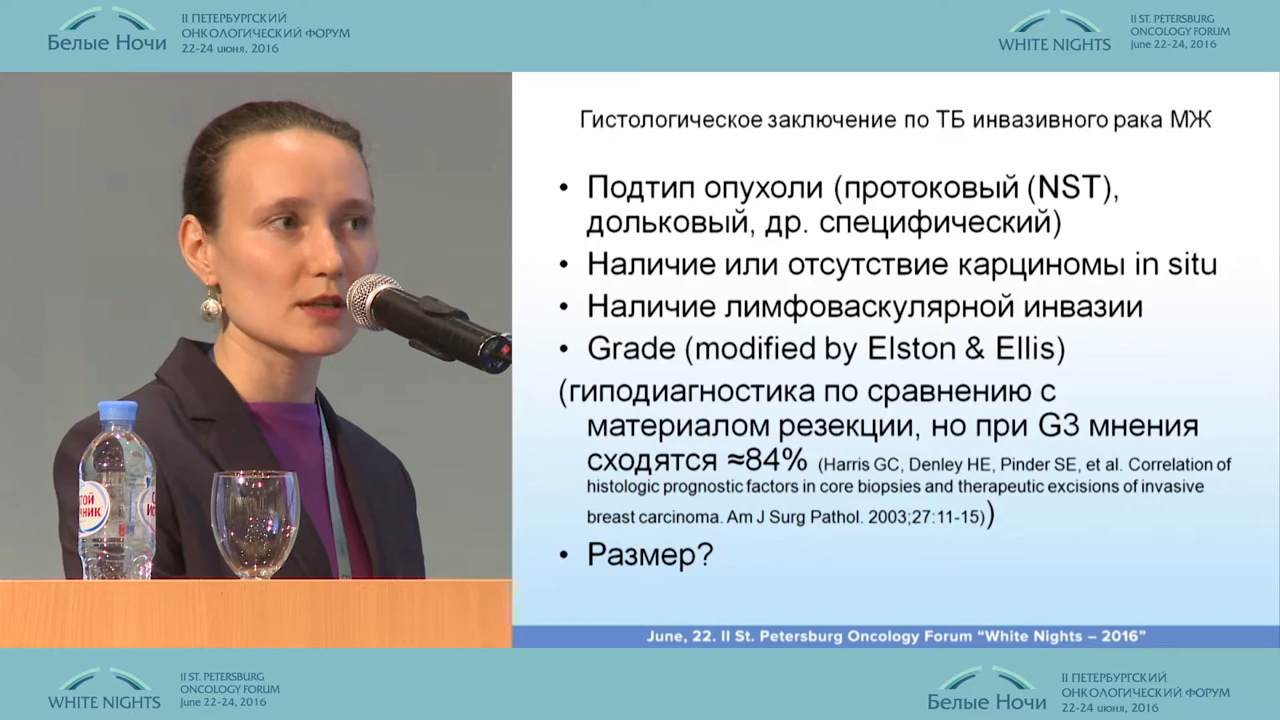 Белые Ночи
II ПЕТЕРБУРГСКИЙ
ОНКОЛОГИЧЕСКИЙ ФОРУМ
22-24 июня, 2016
WHITE NIGHTS
II ST. PETERSBURG
ONCOLOGY FORUM
June 22-24, 2016
Гистологическое заключение по ТБ инвазивного рака МЖ
• Подтип опухоли (протоковый (NST),
дольковый, др. специфический)
• Наличие или отсутствие карциномы in situ
• Наличие лимфоваскулярной инвазии
• Grade (modified by Elston & Ellis)
(гиподиагностика по сравнению с
материалом резекции, но при G3 мнения
сходятся ≈84% (Harris GC, Denley HE, Pinder SE, et al. Correlation of
histologic prognostic factors in core biopsies and therapeutic excisions of invasive
breast carcinoma. Am J Surg Pathol. 2003;27:11-15))
• Размер?
June, 22. II St. Petersburg Oncology Forum “White Nights – 2016”
WHITE NIGHTS
II ST. PETERSBURG
ONCOLOGY FORUM
June 22-24, 2016
Белые Ночи
II ПЕТЕРБУРГСКИЙ
ОНКОЛОГИЧЕСКИЙ ФОРУМ
22-24 июня, 2016